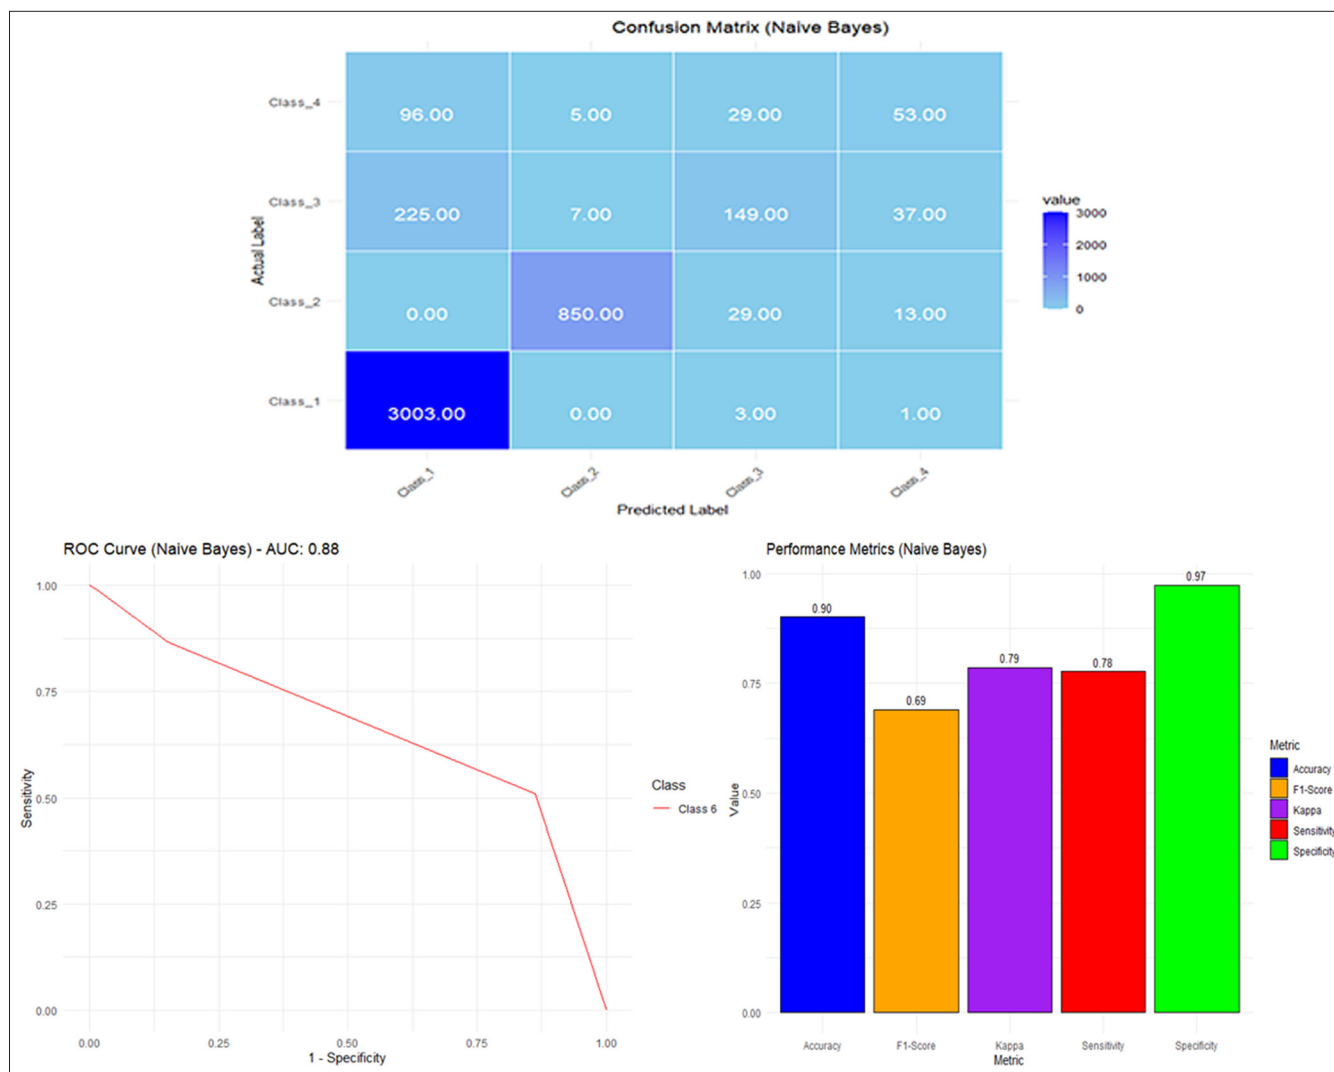 Confusion Matrix (Naive Bayes)
Class_4
96.00 5.00 29.00 53.00
Class_3
225.00 7.00 149.00 37.00
Class_2
0.00 850.00 29.00 13.00
Class_1
3003.00 0.00 3.00 1.00
Actual Label
Class_1 Class_2 Class_3 Class_4
Predicted Label
value
3000
2000
1000
0
ROC Curve (Naive Bayes) - AUC: 0.88
1.00
0.75
0.50
0.25
0.00
Sensitivity
0.00 0.25 0.50 0.75 1.00
1 - Specificity
Class
Class 6
Performance Metrics (Naive Bayes)
1.00
0.75
0.50
0.25
0.00
Value
0.90 0.69 0.79 0.78 0.97
Accuracy F1-Score Kappa Sensitivity Specificity
Metric
Metric
Accuracy
F1-Score
Kappa
Sensitivity
Specificity